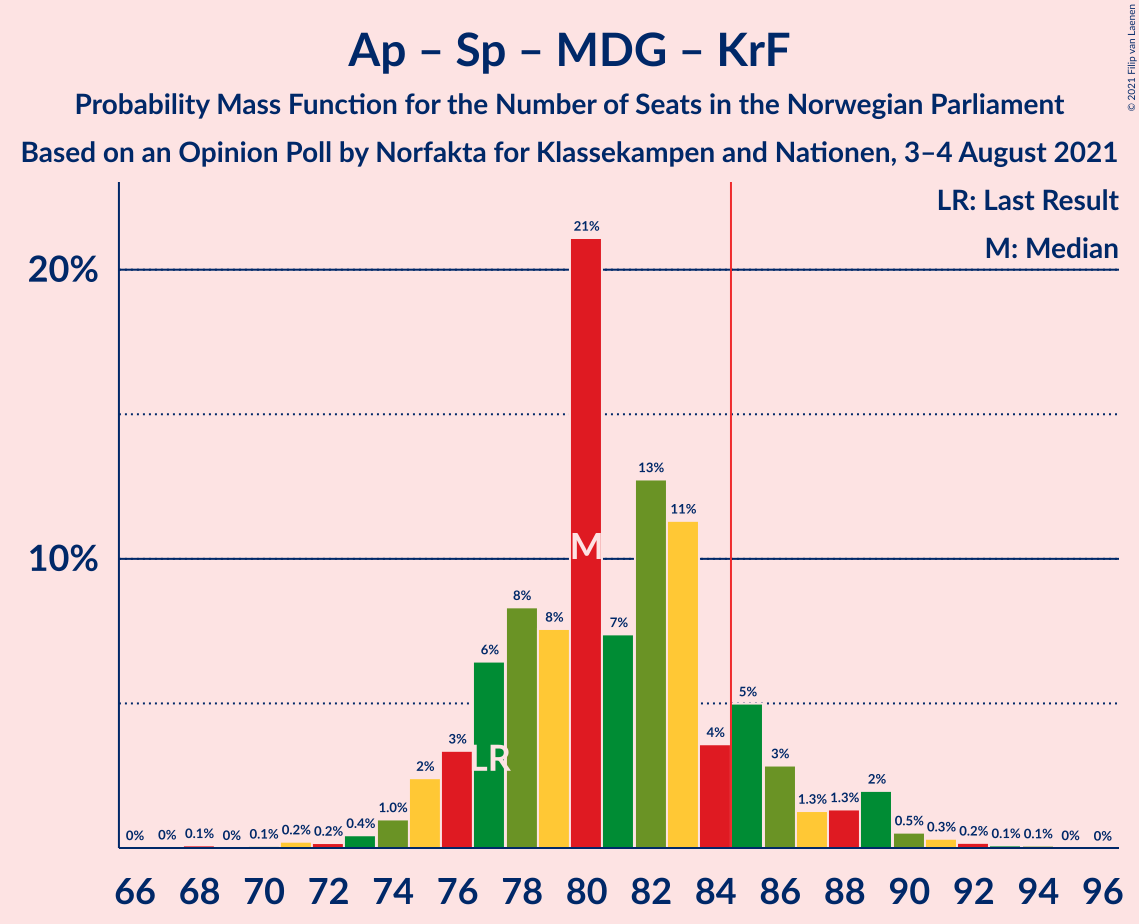 Ap – Sp – MDG – KrF
Probability Mass Function for the Number of Seats in the Norwegian Parliament
Based on an Opinion Poll by Norfakta for Klassekampen and Nationen, 3–4 August 2021
© 2021 Filip van Laenen
LR: Last Result
M: Median
20%
10%
0% 0% 0.1% 0% 0.1% 0.2% 0.2% 0.4% 1.0% 2% 3% 6% 8% 8% 21% 7% 13% 11% 4% 5% 3% 1.3% 1.3% 2% 0.5% 0.3% 0.2% 0.1% 0.1% 0% 0%
M
LR
66 68 70 72 74 76 78 80 82 84 86 88 90 92 94 96